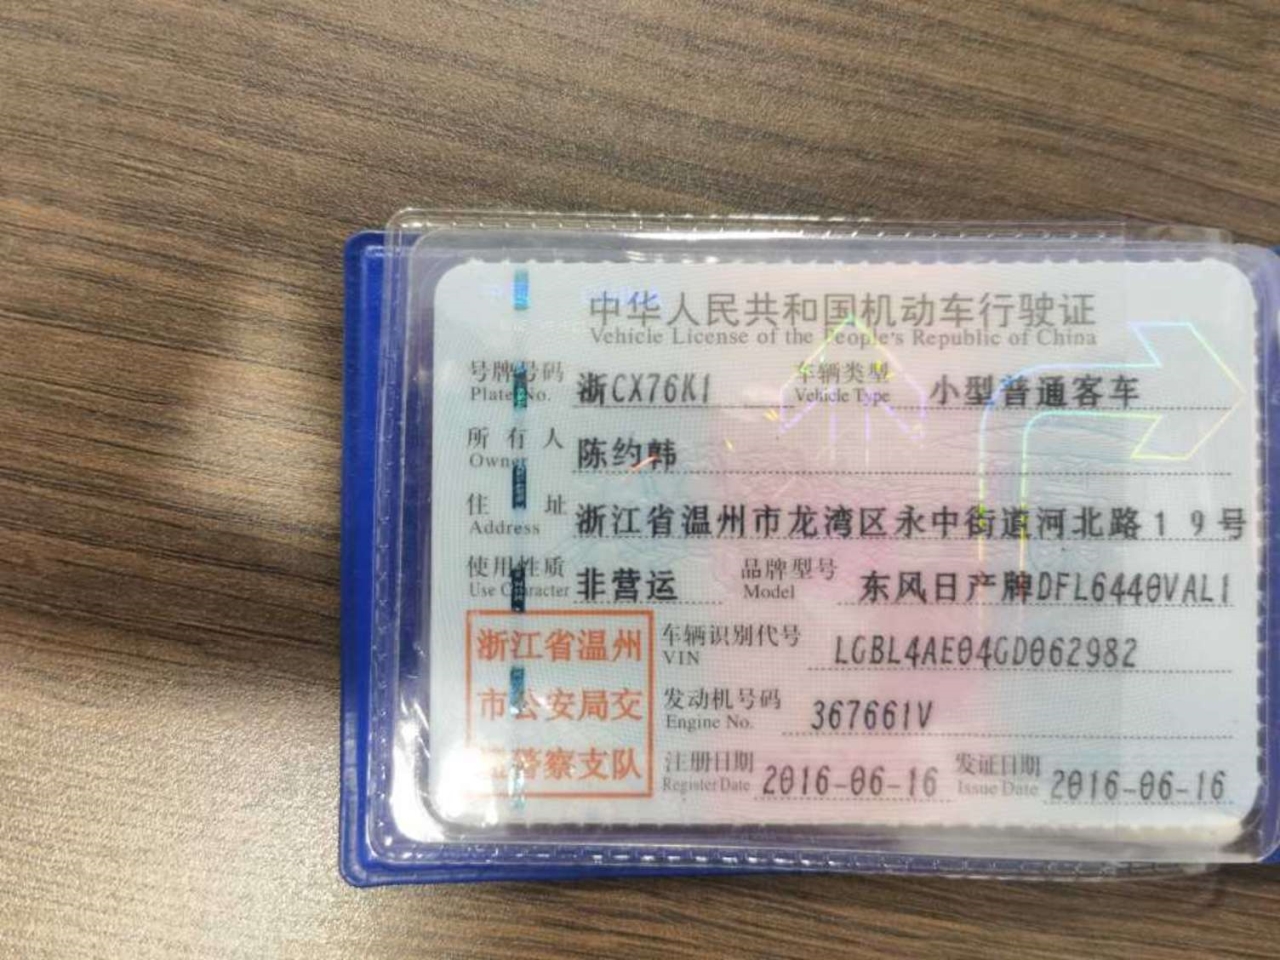 中华人民共和国机动车行驶证
Vehicle License of the People's Republic of China
号牌号码 浙CX76K1 车辆类型 小型普通客车
Plate No. Vehicle Type
所有人 陈约韩
Owner
住址 浙江省温州市龙湾区永中街道河北路19号
Address
使用性质 非营运 品牌型号 东风日产牌DFL6440VAL1
Use Character Model
浙江省温州 车辆识别代号 LGBL4AE04GD062982
VIN
市公安局交 发动机号码 367661V
Engine No.
警察支队 注册日期 2016-06-16 发证日期 2016-06-16
Register Date Issue Date